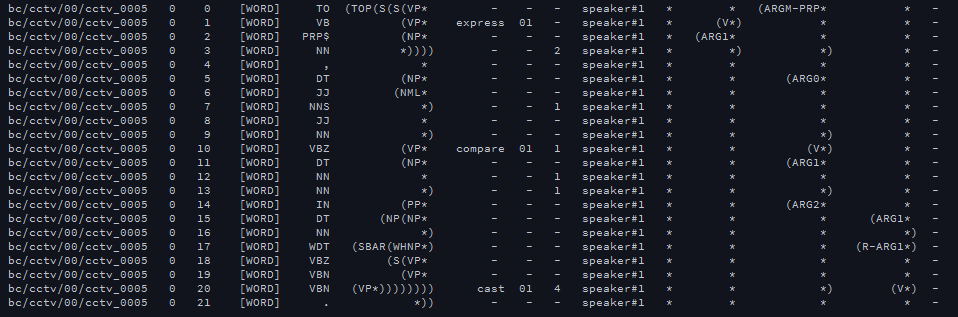 bc/cctv/00/cctv_0005 0 0 [WORD] TO (TOP(S(S(VP* - - - speaker#1 * * (ARGM-PRP* * -
bc/cctv/00/cctv_0005 0 1 [WORD] VB (VP* express 01 - speaker#1 * (V*) * * -
bc/cctv/00/cctv_0005 0 2 [WORD] PRP$ (NP* - - - speaker#1 * (ARG1* * * -
bc/cctv/00/cctv_0005 0 3 [WORD] NN *)))) - - 2 speaker#1 * *) *) * -
bc/cctv/00/cctv_0005 0 4 [WORD] , * - - - speaker#1 * * * * -
bc/cctv/00/cctv_0005 0 5 [WORD] DT (NP* - - - speaker#1 * * (ARG0* * -
bc/cctv/00/cctv_0005 0 6 [WORD] JJ (NML* - - - speaker#1 * * * * -
bc/cctv/00/cctv_0005 0 7 [WORD] NNS *) - - 1 speaker#1 * * * * -
bc/cctv/00/cctv_0005 0 8 [WORD] JJ * - - - speaker#1 * * * * -
bc/cctv/00/cctv_0005 0 9 [WORD] NN *) - - - speaker#1 * * *) * -
bc/cctv/00/cctv_0005 0 10 [WORD] VBZ (VP* compare 01 1 speaker#1 * * (V*) * -
bc/cctv/00/cctv_0005 0 11 [WORD] DT (NP* - - - speaker#1 * * (ARG1* * -
bc/cctv/00/cctv_0005 0 12 [WORD] NN * - - 1 speaker#1 * * * * -
bc/cctv/00/cctv_0005 0 13 [WORD] NN *) - - 1 speaker#1 * * *) * -
bc/cctv/00/cctv_0005 0 14 [WORD] IN (PP* - - - speaker#1 * * (ARG2* * -
bc/cctv/00/cctv_0005 0 15 [WORD] DT (NP(NP* - - - speaker#1 * * * (ARG1* -
bc/cctv/00/cctv_0005 0 16 [WORD] NN *) - - - speaker#1 * * * *) -
bc/cctv/00/cctv_0005 0 17 [WORD] WDT (SBAR(WHNP*) - - - speaker#1 * * * (R-ARG1*) -
bc/cctv/00/cctv_0005 0 18 [WORD] VBZ (S(VP* - - - speaker#1 * * * * -
bc/cctv/00/cctv_0005 0 19 [WORD] VBN (VP* - - - speaker#1 * * * * -
bc/cctv/00/cctv_0005 0 20 [WORD] VBN (VP*)))))))) cast 01 4 speaker#1 * * *) (V*) -
bc/cctv/00/cctv_0005 0 21 [WORD] . *)) - - - speaker#1 * * * * -